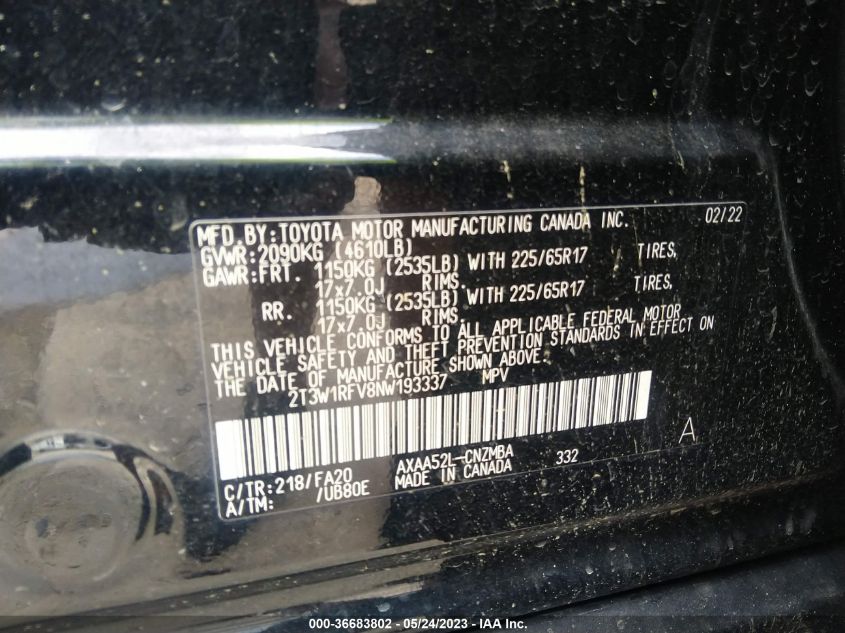 MFD.BY:TOYOTA MOTOR MANUFACTURING CANADA INC. 02/22
GVWR:2090KG (4610LB)
GAWR:FRT. 1150KG (2535LB) WITH 225/65R17 TIRES,
17x7.0J RIMS.
RR. 1150KG (2535LB) WITH 225/65R17 TIRES,
17x7.0J RIMS.
THIS VEHICLE CONFORMS TO ALL APPLICABLE FEDERAL MOTOR
VEHICLE SAFETY AND THEFT PREVENTION STANDARDS IN EFFECT ON
THE DATE OF MANUFACTURE SHOWN ABOVE.
2T3W1RFV8NW193337 MPV
A
C/TR:218/FA20 AXAA52L-CNZMBA 332
A/TM: /UB80E MADE IN CANADA
000-36683802 - 05/24/2023 - IAA Inc.